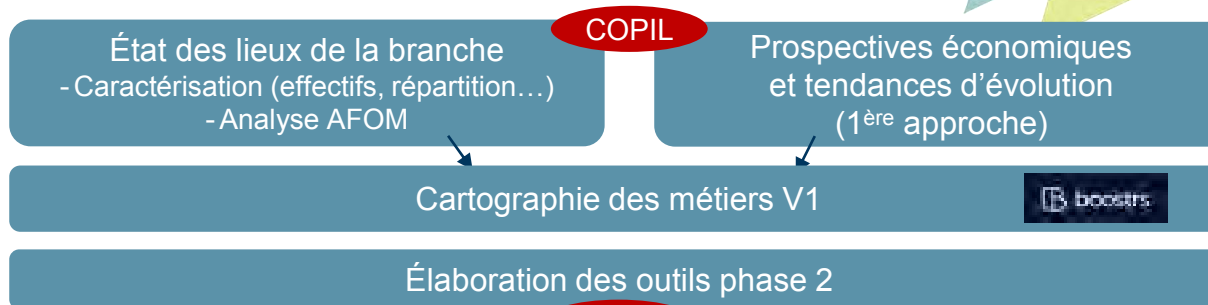 COPIL
État des lieux de la branche
- Caractérisation (effectifs, répartition…)
- Analyse AFOM
Prospectives économiques
et tendances d’évolution
(1ère approche)
Cartographie des métiers V1
boostrs
Élaboration des outils phase 2